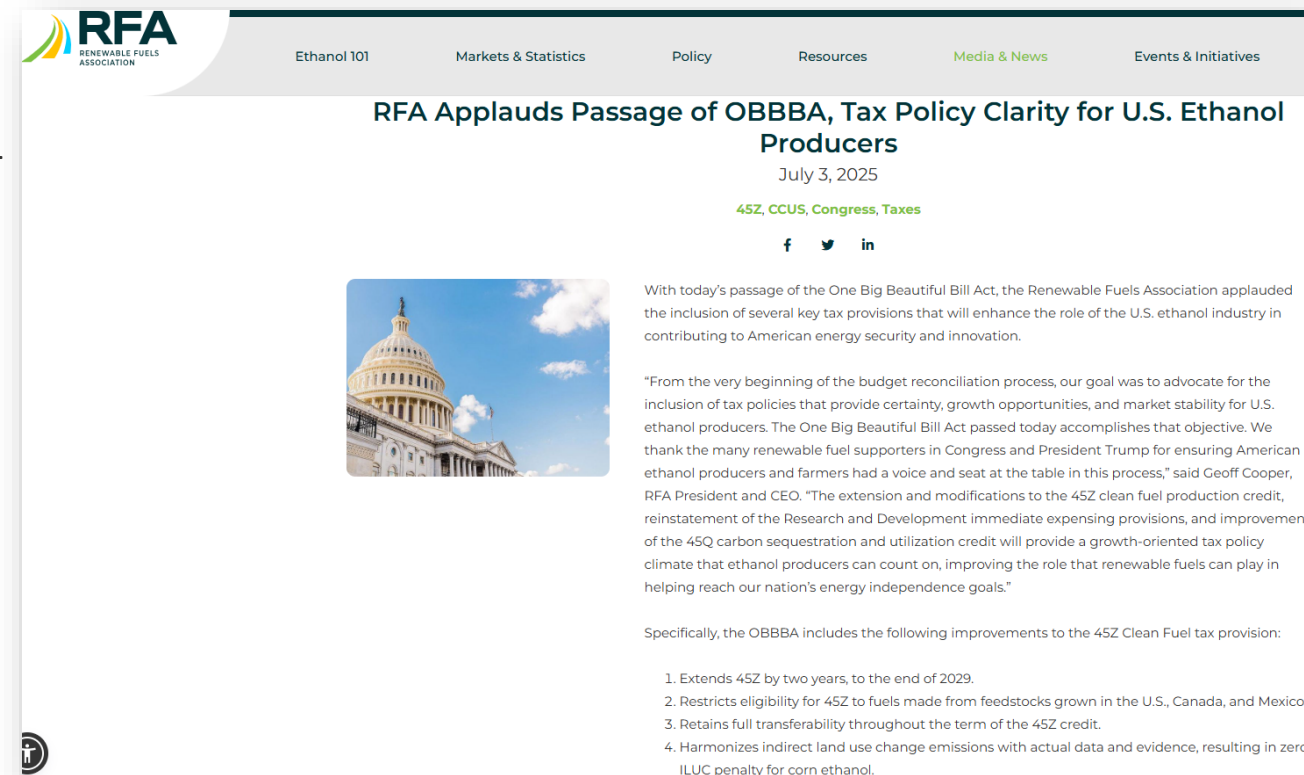 RFA
RENEWABLE FUELS
ASSOCIATION
Ethanol 101
Markets & Statistics
Policy
Resources
Media & News
Events & Initiatives
RFA Applauds Passage of OBBBA, Tax Policy Clarity for U.S. Ethanol
Producers
July 3, 2025
45Z, CCUS, Congress, Taxes
With today’s passage of the One Big Beautiful Bill Act, the Renewable Fuels Association applauded
the inclusion of several key tax provisions that will enhance the role of the U.S. ethanol industry in
contributing to American energy security and innovation.
“From the very beginning of the budget reconciliation process, our goal was to advocate for the
inclusion of tax policies that provide certainty, growth opportunities, and market stability for U.S.
ethanol producers. The One Big Beautiful Bill Act passed today accomplishes that objective. We
thank the many renewable fuel supporters in Congress and President Trump for ensuring American
ethanol producers and farmers had a voice and seat at the table in this process,” said Geoff Cooper,
RFA President and CEO. “The extension and modifications to the 45Z clean fuel production credit,
reinstatement of the Research and Development immediate expensing provisions, and improvemen
of the 45Q carbon sequestration and utilization credit will provide a growth-oriented tax policy
climate that ethanol producers can count on, improving the role that renewable fuels can play in
helping reach our nation’s energy independence goals.”
Specifically, the OBBBA includes the following improvements to the 45Z Clean Fuel tax provision:
1. Extends 45Z by two years, to the end of 2029.
2. Restricts eligibility for 45Z to fuels made from feedstocks grown in the U.S., Canada, and Mexico
3. Retains full transferability throughout the term of the 45Z credit.
4. Harmonizes indirect land use change emissions with actual data and evidence, resulting in zero
ILUC penalty for corn ethanol.